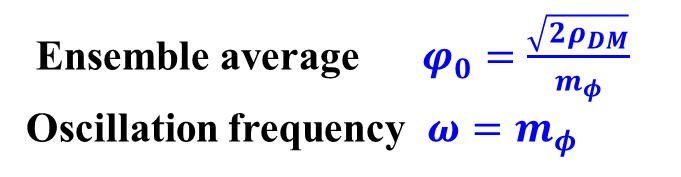 Ensemble average φ₀ = √2ρ_DM / m_ϕ
Oscillation frequency ω = m_ϕ